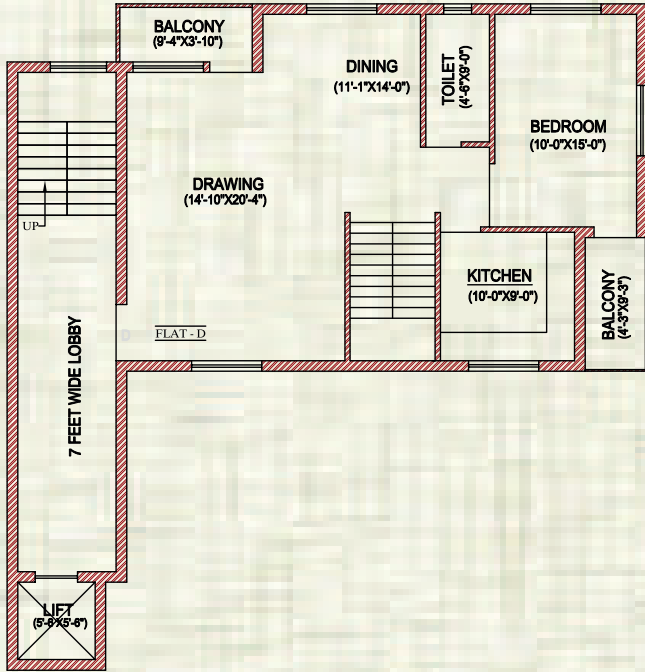 BALCONY
(9'-4"X3'-10")
DINING
(11'-1"X14'-0")
TOILET
(4'-6"X9'-0")
BEDROOM
(10'-0"X15'-0")
DRAWING
(14'-10"X20'-4")
UP
KITCHEN
(10'-0"X9'-0")
BALCONY
(4'-3"X9'-3")
FLAT - D
7 FEET WIDE LOBBY
LIFT
(5'-6"X5'-6")